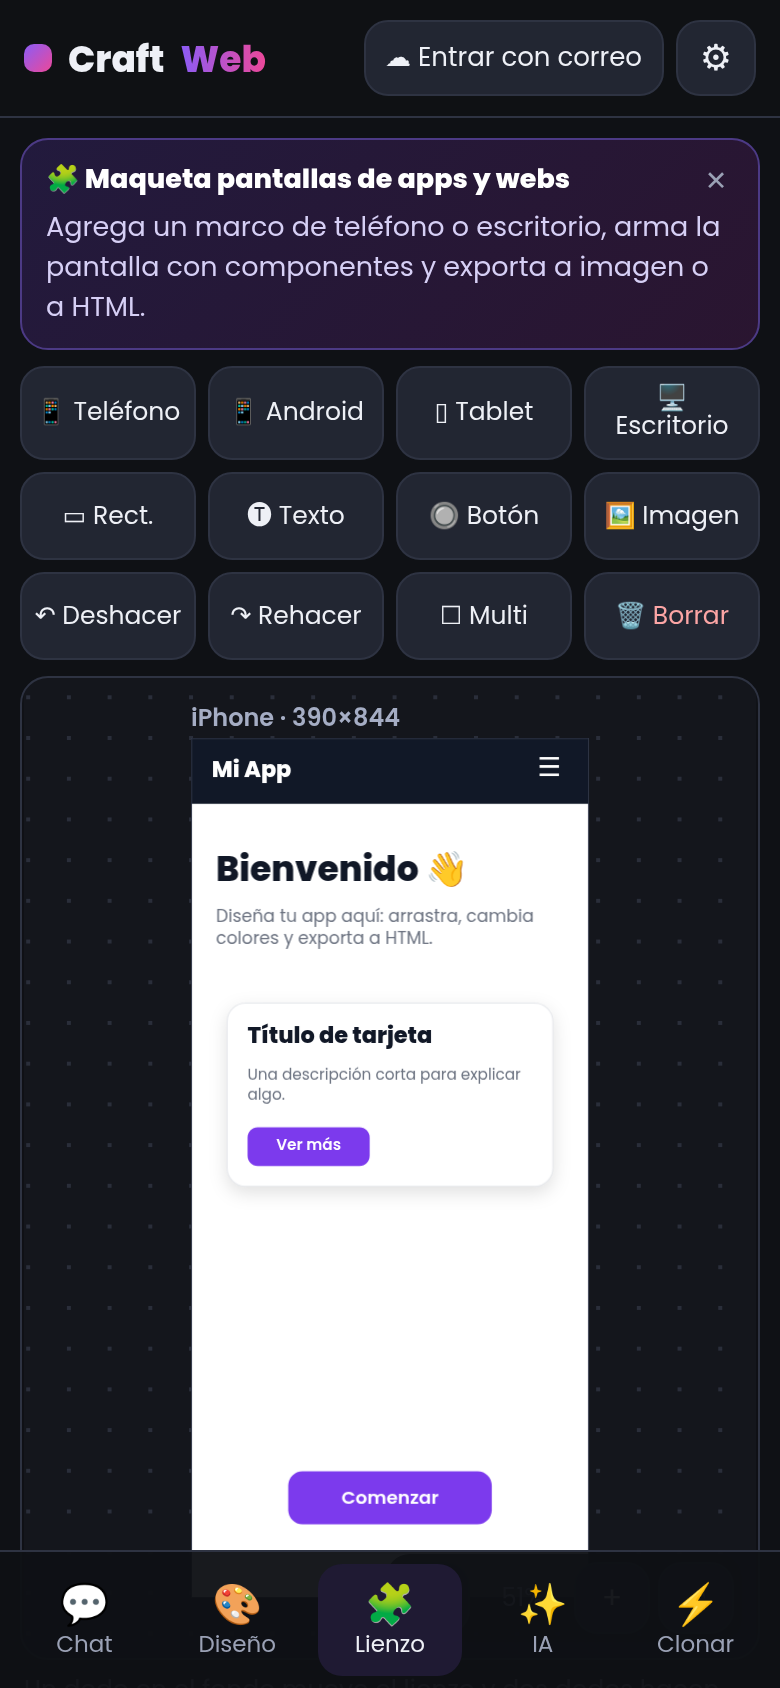 Craft Web
☁ Entrar con correo
⚙
🧩 Maqueta pantallas de apps y webs
✕
Agrega un marco de teléfono o escritorio, arma la
pantalla con componentes y exporta a imagen o
a HTML.
📱 Teléfono
📱 Android
▯ Tablet
🖥️
Escritorio
▭ Rect.
🅣 Texto
🔘 Botón
🖼️ Imagen
↶ Deshacer
↷ Rehacer
☐ Multi
🗑️ Borrar
iPhone · 390×844
Mi App
☰
Bienvenido 👋
Diseña tu app aquí: arrastra, cambia
colores y exporta a HTML.
Título de tarjeta
Una descripción corta para explicar
algo.
Ver más
Comenzar
💬
Chat
🎨
Diseño
🧩
Lienzo
✨
IA
⚡
Clonar